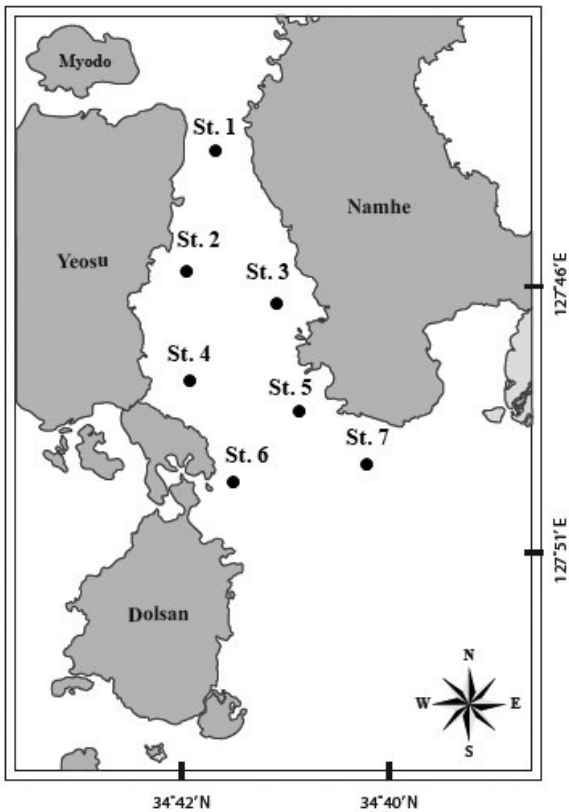 Myodo
St. 1
Namhe
St. 2
Yeosu
St. 3
127°46' E
St. 4
St. 5
St. 7
St. 6
127°51' E
Dolsan
N
W
E
S
34°42'N
34°40'N